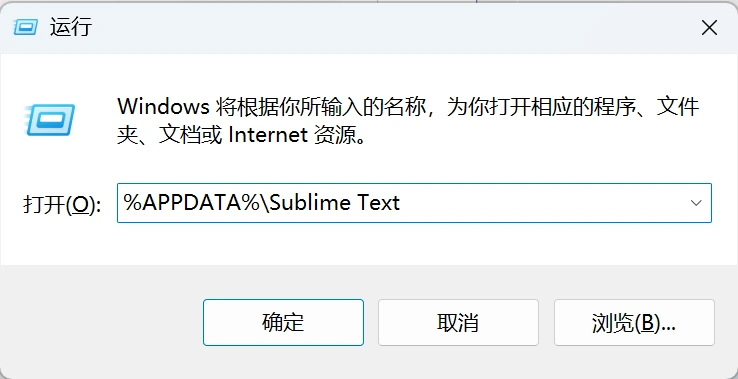 运行
Windows 将根据你所输入的名称，为你打开相应的程序、文件
夹、文档或 Internet 资源。
打开(O): %APPDATA%\Sublime Text
确定 取消 浏览(B)...